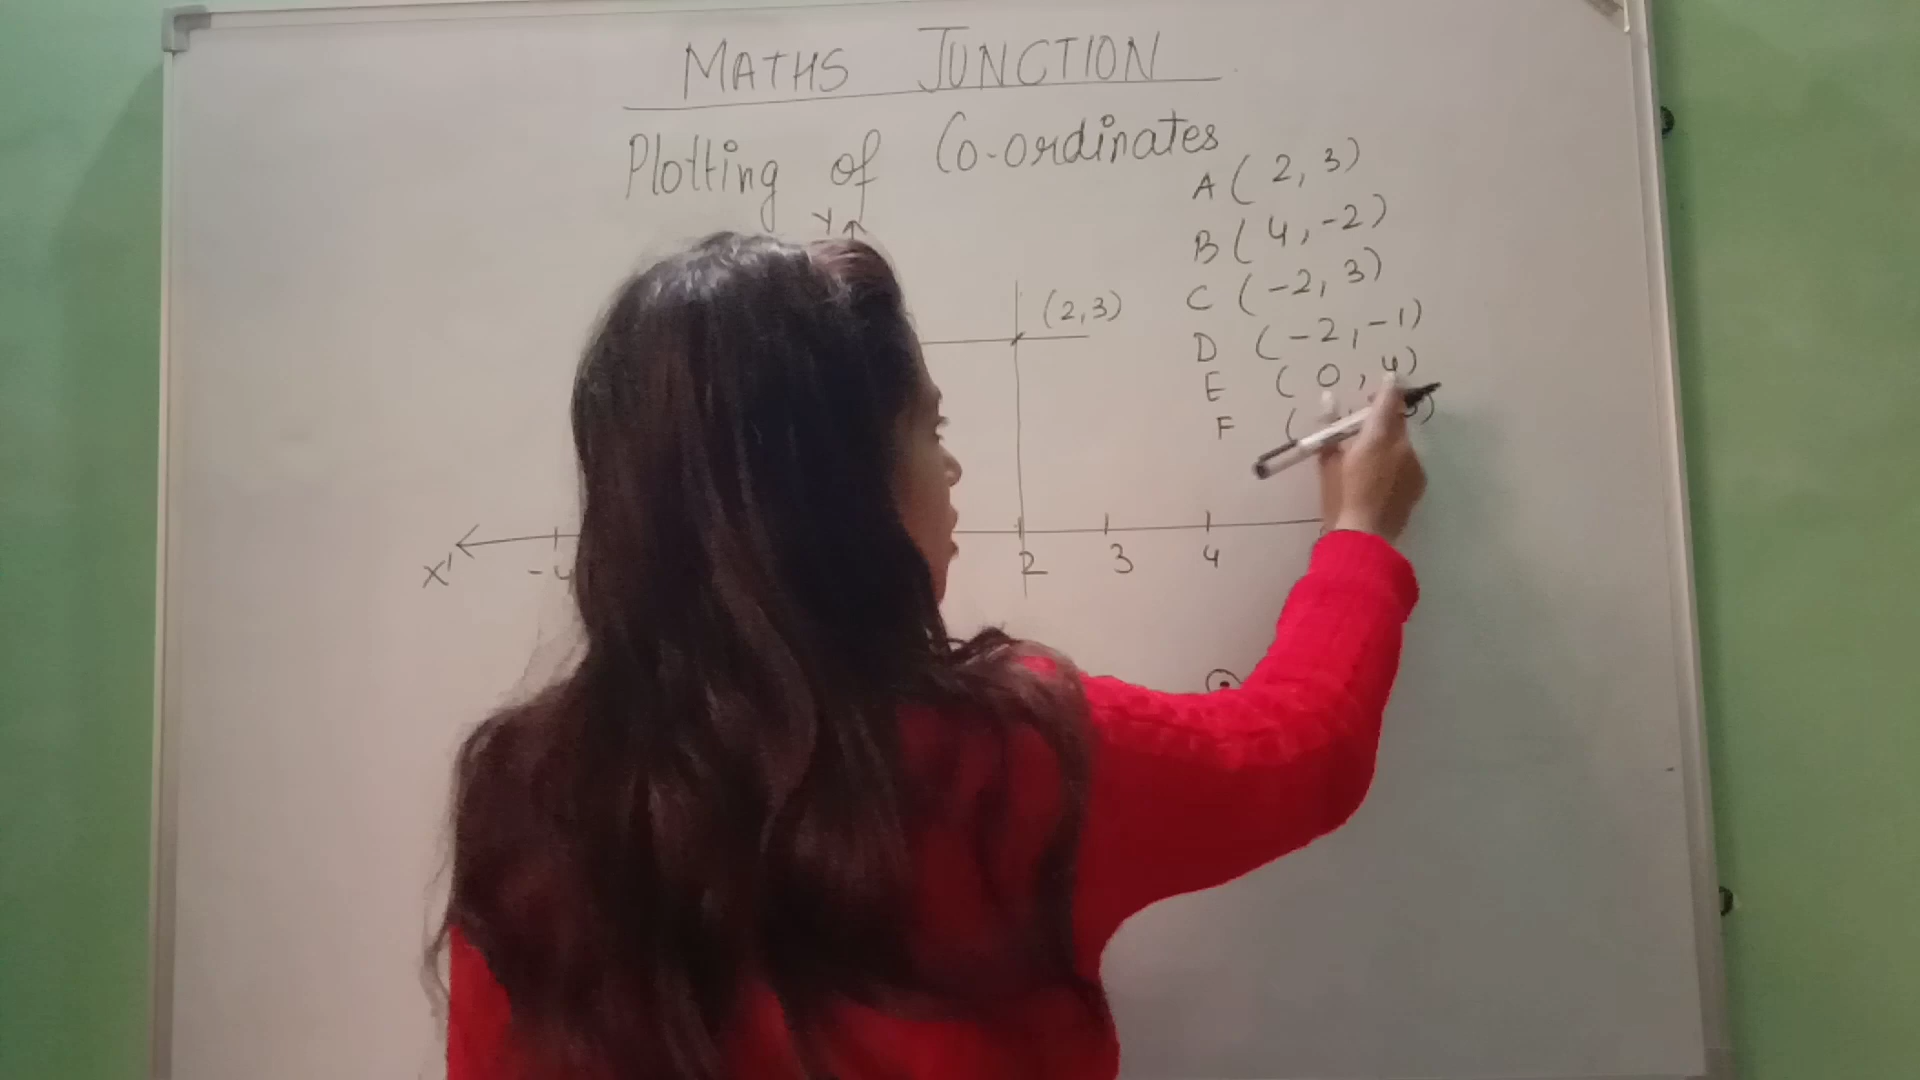 MATHS JUNCTION
Plotting of Co-ordinates
A ( 2, 3)
B ( 4, -2)
C (-2, 3)
D (-2, -1)
E ( 0, 4)
F (
Y
(2,3)
X' -4 2 3 4